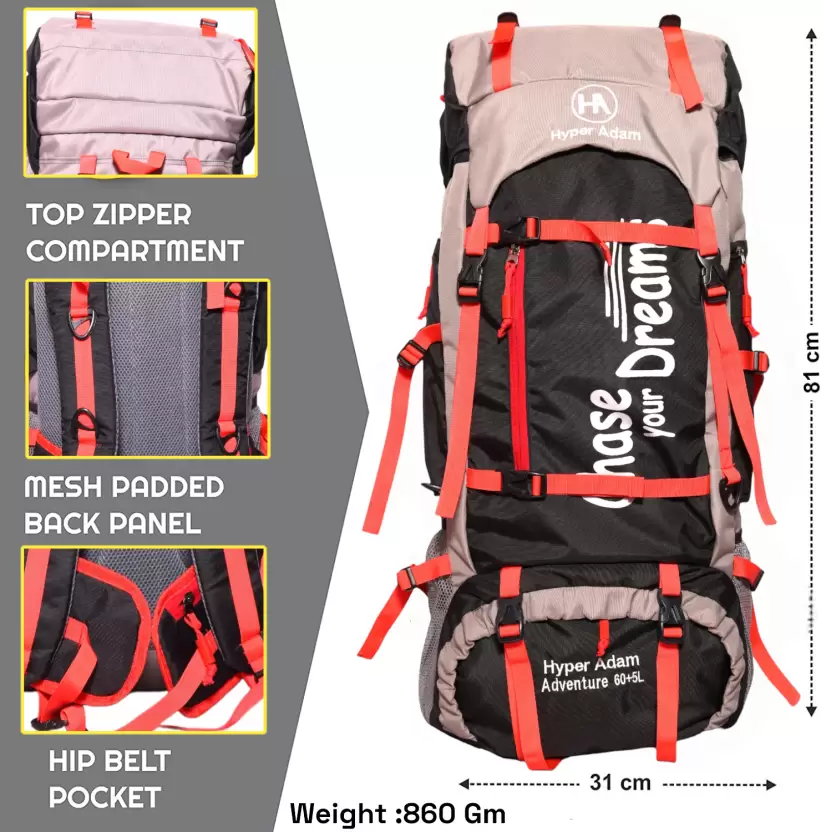 TOP ZIPPER
COMPARTMENT
MESH PADDED
BACK PANEL
HIP BELT
POCKET
HA
Hyper Adam
Chase
your Dreams
Hyper Adam
Adventure 60+5L
81 cm
31 cm
Weight :860 Gm